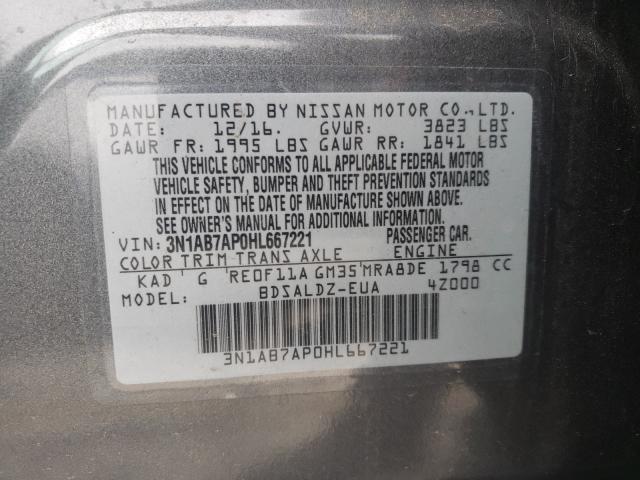 MANUFACTURED BY NISSAN MOTOR CO., LTD.
DATE: 12/16. GVWR: 3823 LBS
GAWR FR: 1995 LBS GAWR RR: 1841 LBS
THIS VEHICLE CONFORMS TO ALL APPLICABLE FEDERAL MOTOR
VEHICLE SAFETY, BUMPER AND THEFT PREVENTION STANDARDS
IN EFFECT ON THE DATE OF MANUFACTURE SHOWN ABOVE.
SEE OWNER'S MANUAL FOR ADDITIONAL INFORMATION.
VIN: 3N1AB7AP0HL667221 PASSENGER CAR.
COLOR TRIM TRANS AXLE ENGINE
KAD G RE0F11A GM35 MRA8DE 1798 CC
MODEL: BDSALDZ-EUA 4Z000
3N1AB7AP0HL667221